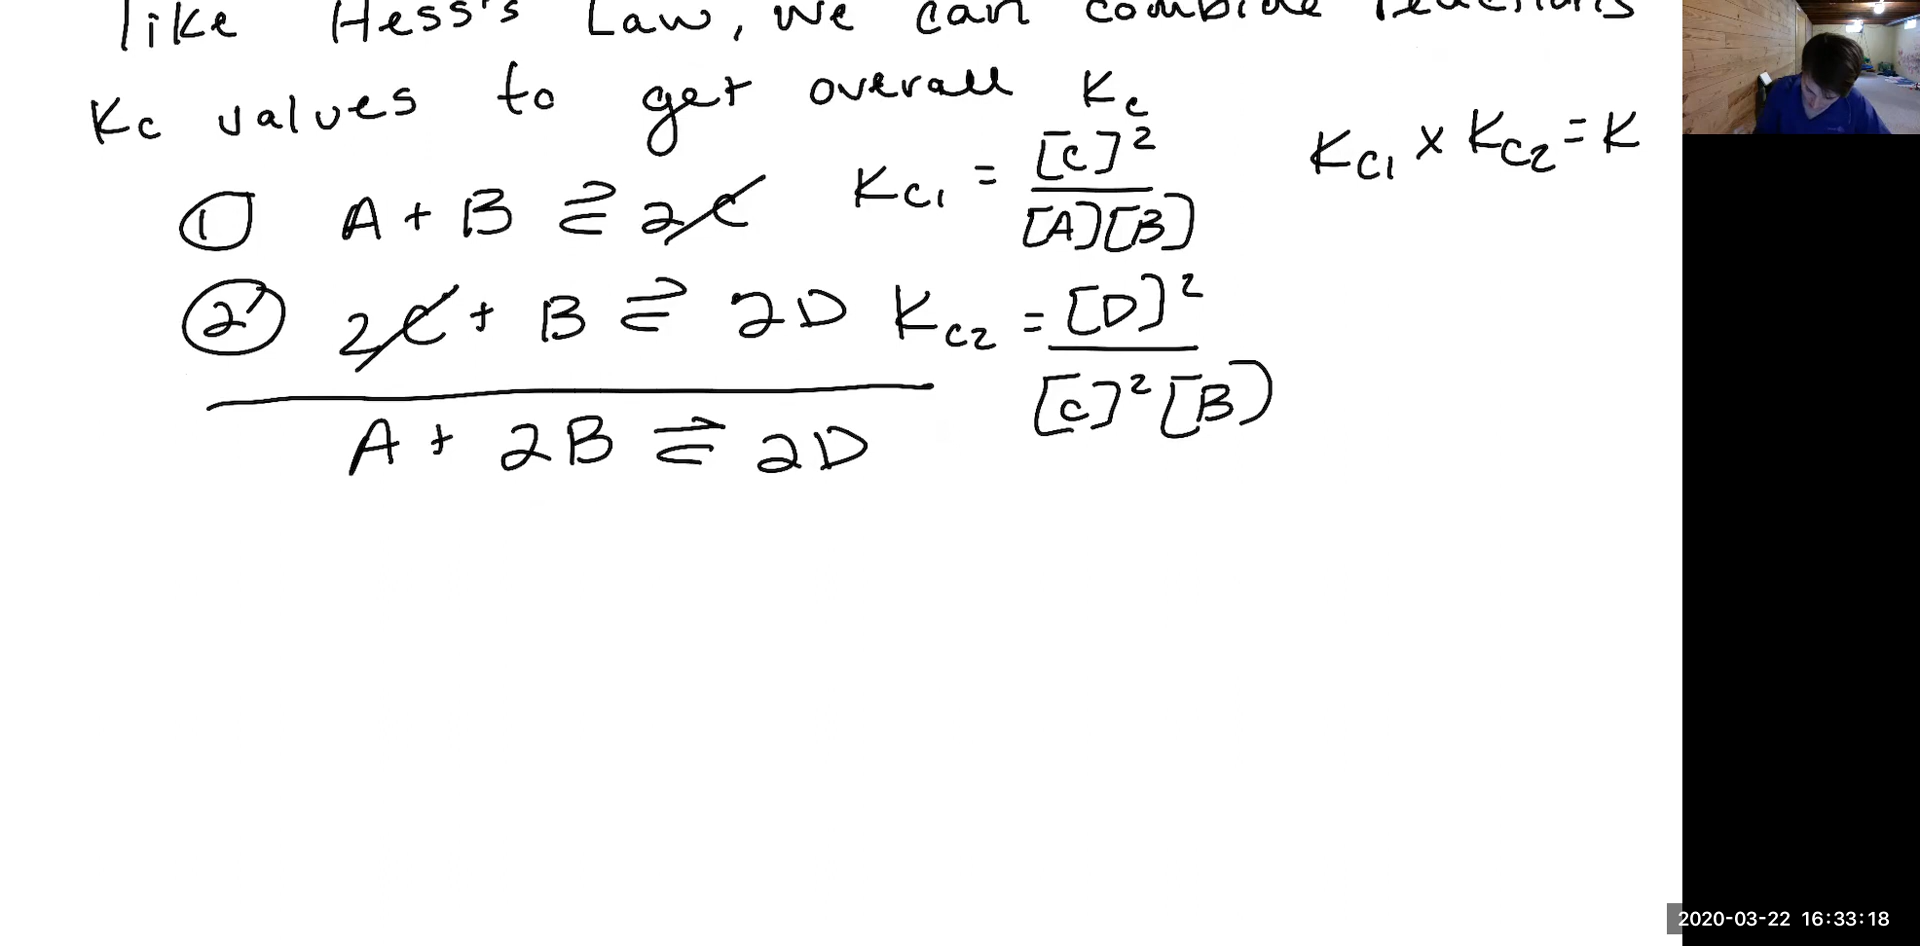 like Hess's Law, we can combine reactions
Kc values to get overall Kc
① A + B ⇌ 2C Kc1 = [C]² / [A][B] Kc1 x Kc2 = K
② 2C + B ⇌ 2D Kc2 = [D]² / [C]²[B]
A + 2B ⇌ 2D
2020-03-22 16:33:18